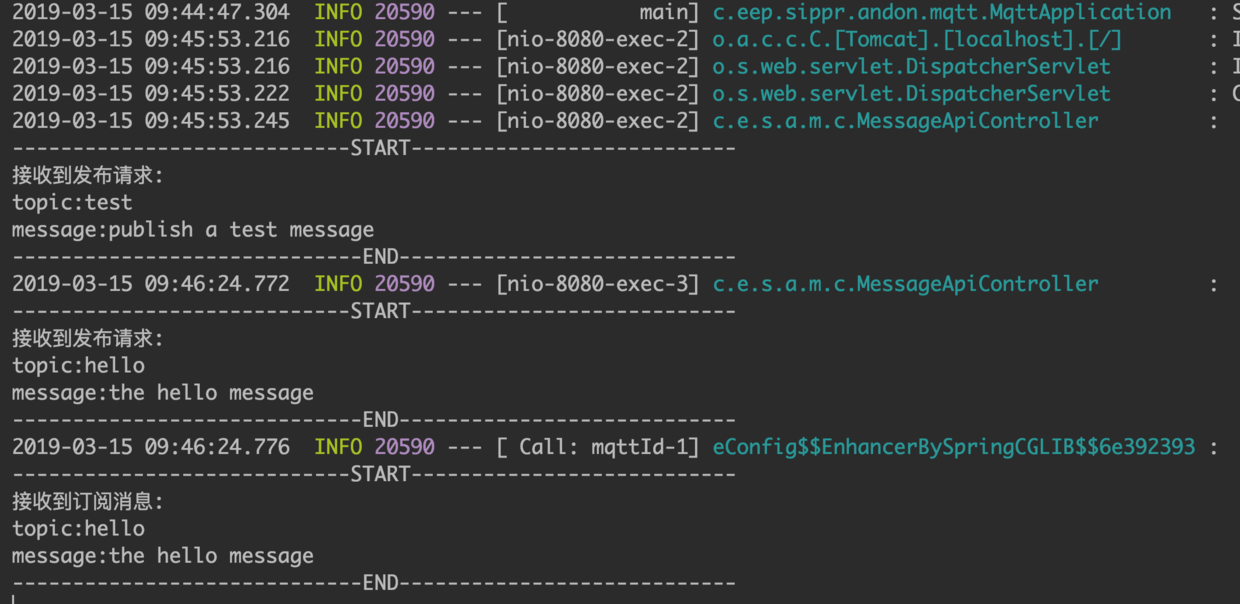 2019-03-15 09:44:47.304  INFO 20590 --- [           main] c.eep.sippr.andon.mqtt.MqttApplication   : S
2019-03-15 09:45:53.216  INFO 20590 --- [nio-8080-exec-2] o.a.c.c.C.[Tomcat].[localhost].[/]       : I
2019-03-15 09:45:53.216  INFO 20590 --- [nio-8080-exec-2] o.s.web.servlet.DispatcherServlet        : I
2019-03-15 09:45:53.222  INFO 20590 --- [nio-8080-exec-2] o.s.web.servlet.DispatcherServlet        : C
2019-03-15 09:45:53.245  INFO 20590 --- [nio-8080-exec-2] c.e.s.a.m.c.MessageApiController         :
----------------------------START---------------------------
接收到发布请求:
topic:test
message:publish a test message
-----------------------------END----------------------------
2019-03-15 09:46:24.772  INFO 20590 --- [nio-8080-exec-3] c.e.s.a.m.c.MessageApiController         :
----------------------------START---------------------------
接收到发布请求:
topic:hello
message:the hello message
-----------------------------END----------------------------
2019-03-15 09:46:24.776  INFO 20590 --- [ Call: mqttId-1] eConfig$$EnhancerBySpringCGLIB$$6e392393 :
----------------------------START---------------------------
接收到订阅消息:
topic:hello
message:the hello message
-----------------------------END----------------------------